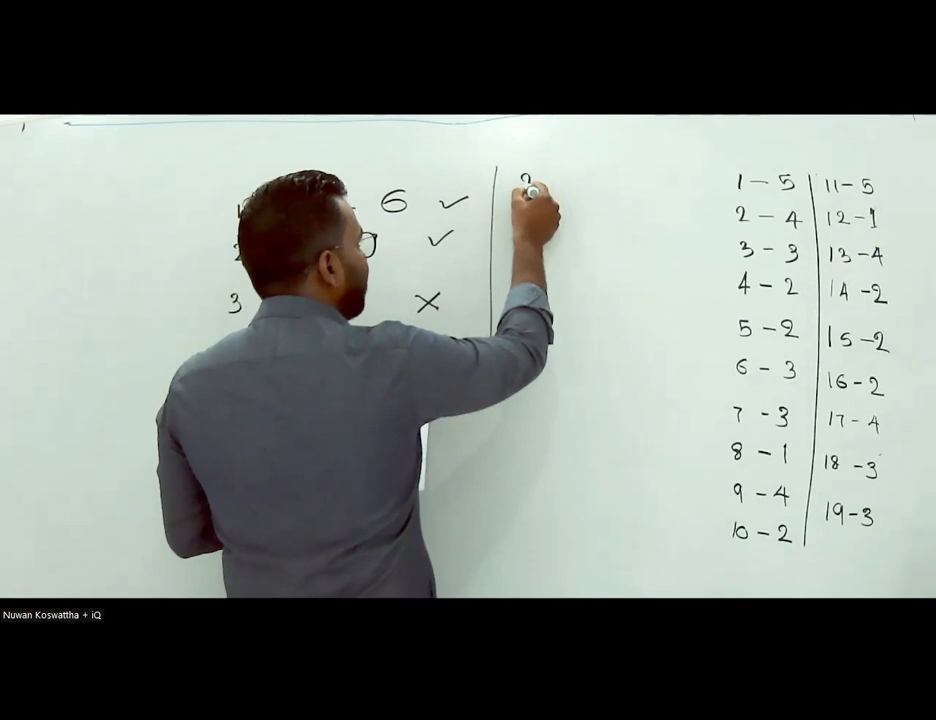 6 ✓
✓
3 ✗
1 – 5
2 – 4
3 – 3
4 – 2
5 – 2
6 – 3
7 – 3
8 – 1
9 – 4
10 – 2
11 – 5
12 – 1
13 – 4
14 – 2
15 – 2
16 – 2
17 – 4
18 – 3
19 – 3
Nuwan Koswattha + iQ